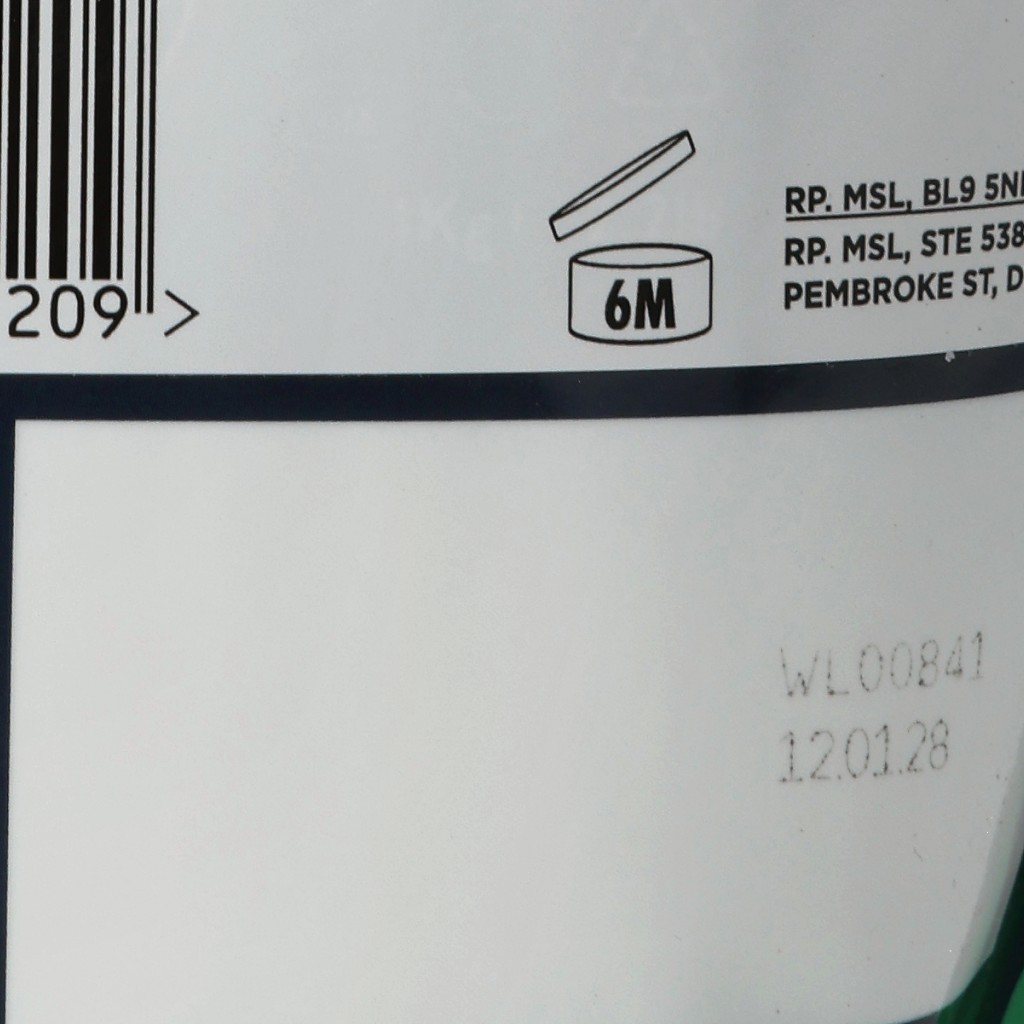 209>
6M
RP. MSL, BL9 5N
RP. MSL, STE 538
PEMBROKE ST, D
WL00841
12.01.28